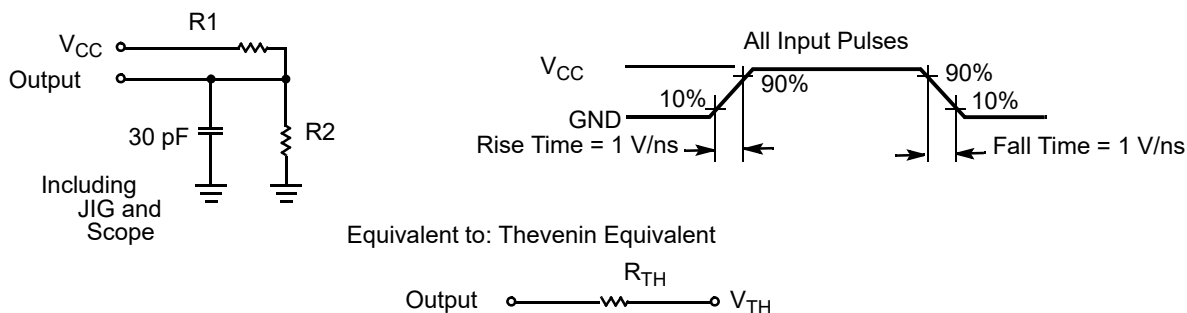 R1
VCC
Output
30 pF
R2
Including
JIG and
Scope
All Input Pulses
VCC
GND
10%
90%
90%
10%
Rise Time = 1 V/ns
Fall Time = 1 V/ns
Equivalent to: Thevenin Equivalent
RTH
Output
VTH